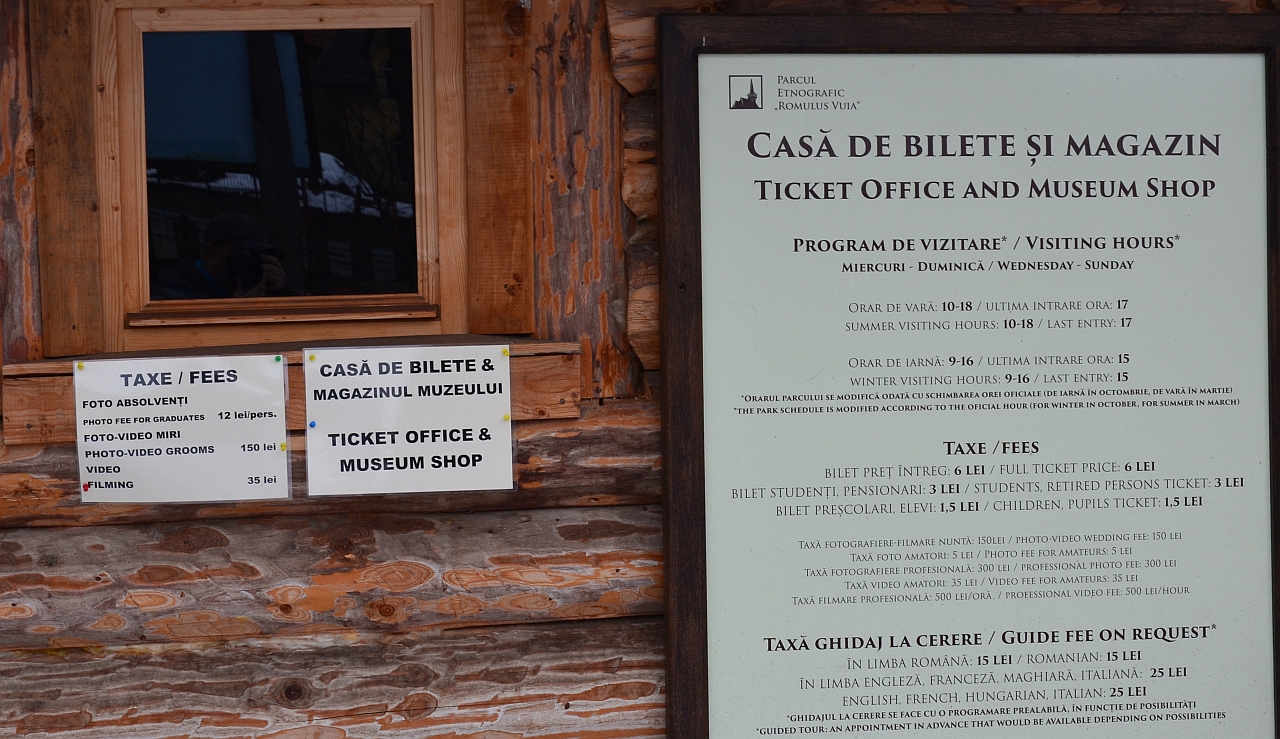 TAXE / FEES
FOTO ABSOLVENȚI
PHOTO FEE FOR GRADUATES 12 lei/pers.
FOTO-VIDEO MIRI
PHOTO-VIDEO GROOMS 150 lei
VIDEO
FILMING 35 lei
CASĂ DE BILETE &
MAGAZINUL MUZEULUI
TICKET OFFICE &
MUSEUM SHOP
PARCUL
ETNOGRAFIC
„ROMULUS VUIA”
CASĂ DE BILETE ȘI MAGAZIN
TICKET OFFICE AND MUSEUM SHOP
PROGRAM DE VIZITARE* / VISITING HOURS*
MIERCURI - DUMINICĂ / WEDNESDAY - SUNDAY
ORAR DE VARĂ: 10-18 / ULTIMA INTRARE ORA: 17
SUMMER VISITING HOURS: 10-18 / LAST ENTRY: 17
ORAR DE IARNĂ: 9-16 / ULTIMA INTRARE ORA: 15
WINTER VISITING HOURS: 9-16 / LAST ENTRY: 15
*ORARUL PARCULUI SE MODIFICĂ ODATĂ CU SCHIMBAREA OREI OFICIALE (DE IARNĂ ÎN OCTOMBRIE, DE VARĂ ÎN MARTIE)
*THE PARK SCHEDULE IS MODIFIED ACCORDING TO THE OFICIAL HOUR (FOR WINTER IN OCTOBER, FOR SUMMER IN MARCH)
TAXE /FEES
BILET PREȚ ÎNTREG: 6 LEI / FULL TICKET PRICE: 6 LEI
BILET STUDENȚI, PENSIONARI: 3 LEI / STUDENTS, RETIRED PERSONS TICKET: 3 LEI
BILET PREȘCOLARI, ELEVI: 1,5 LEI / CHILDREN, PUPILS TICKET: 1,5 LEI
TAXĂ FOTOGRAFIERE-FILMARE NUNTĂ: 150LEI / PHOTO-VIDEO WEDDING FEE: 150 LEI
TAXĂ FOTO AMATORI: 5 LEI / PHOTO FEE FOR AMATEURS: 5 LEI
TAXĂ FOTOGRAFIERE PROFESIONALĂ: 300 LEI / PROFESSIONAL PHOTO FEE: 300 LEI
TAXĂ VIDEO AMATORI: 35 LEI / VIDEO FEE FOR AMATEURS: 35 LEI
TAXĂ FILMARE PROFESIONALĂ: 500 LEI/ORĂ. / PROFESSIONAL VIDEO FEE: 500 LEI/HOUR
TAXĂ GHIDAJ LA CERERE / GUIDE FEE ON REQUEST*
ÎN LIMBA ROMÂNĂ: 15 LEI / ROMANIAN: 15 LEI
ÎN LIMBA ENGLEZĂ, FRANCEZĂ, MAGHIARĂ, ITALIANĂ: 25 LEI
ENGLISH, FRENCH, HUNGARIAN, ITALIAN: 25 LEI
*GHIDAJUL LA CERERE SE FACE CU O PROGRAMARE PREALABILĂ, ÎN FUNCȚIE DE POSIBILITĂȚI
*GUIDED TOUR: AN APPOINTMENT IN ADVANCE THAT WOULD BE AVAILABLE DEPENDING ON POSSIBILITIES